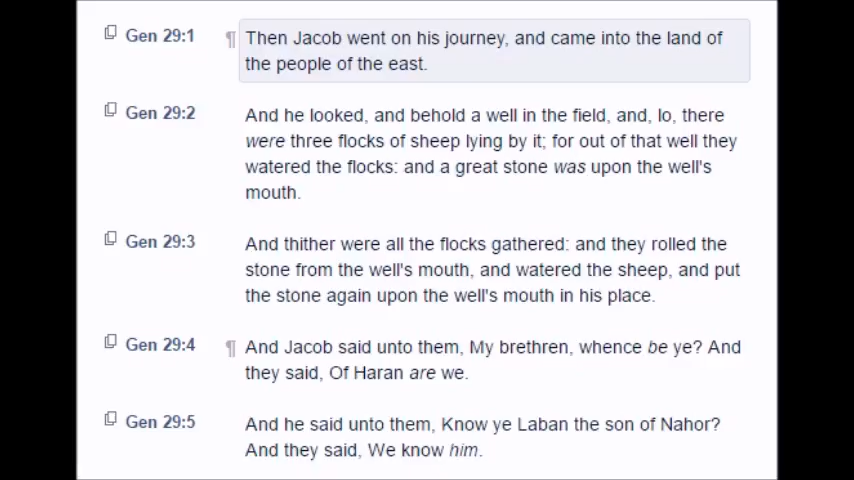 Gen 29:1 ¶ Then Jacob went on his journey, and came into the land of
the people of the east.
Gen 29:2 And he looked, and behold a well in the field, and, lo, there
were three flocks of sheep lying by it; for out of that well they
watered the flocks: and a great stone was upon the well's
mouth.
Gen 29:3 And thither were all the flocks gathered: and they rolled the
stone from the well's mouth, and watered the sheep, and put
the stone again upon the well's mouth in his place.
Gen 29:4 ¶ And Jacob said unto them, My brethren, whence be ye? And
they said, Of Haran are we.
Gen 29:5 And he said unto them, Know ye Laban the son of Nahor?
And they said, We know him.